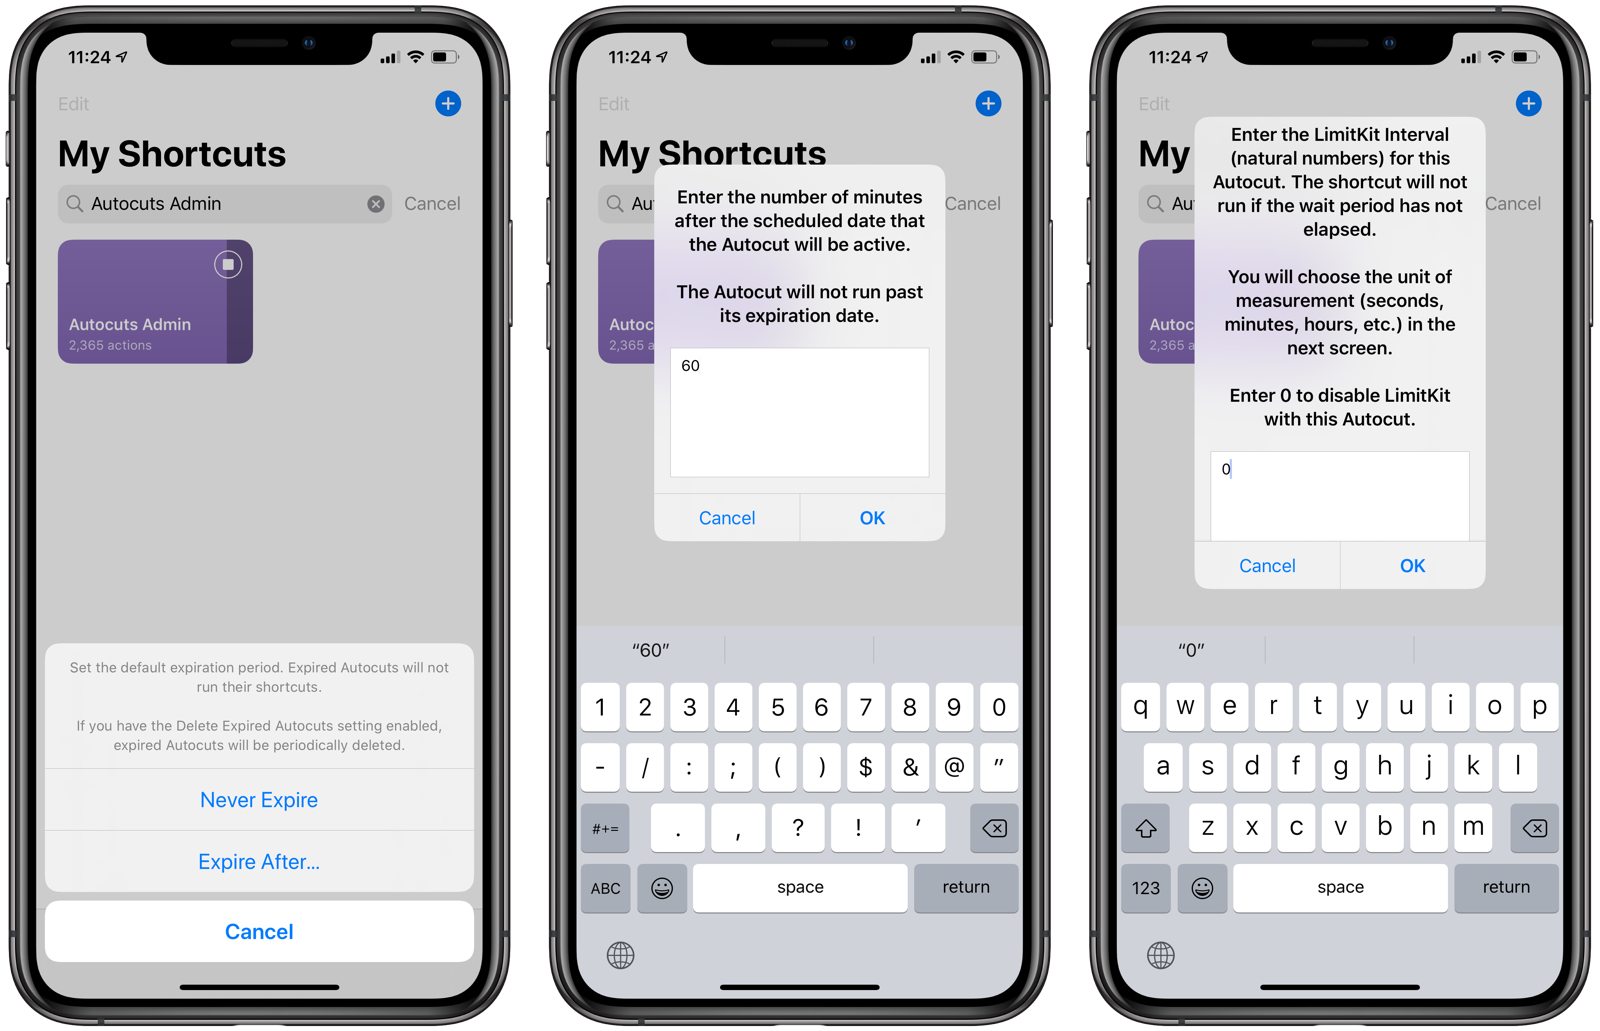 11:24
Edit
My Shortcuts
Autocuts Admin
Cancel
Autocuts Admin
2,365 actions
Set the default expiration period. Expired Autocuts will not
run their shortcuts.
If you have the Delete Expired Autocuts setting enabled,
expired Autocuts will be periodically deleted.
Never Expire
Expire After...
Cancel
11:24
Edit
My Shortcuts
Au
Cancel
Autoc
2,365 a
Enter the number of minutes
after the scheduled date that
the Autocut will be active.
The Autocut will not run past
its expiration date.
60
Cancel
OK
“60”
1 2 3 4 5 6 7 8 9 0
- / : ; ( ) $ & @ "
#+= . , ? ! '
ABC space return
11:24
Edit
My
Au
Cancel
Autoc
2,365 a
Enter the LimitKit Interval
(natural numbers) for this
Autocut. The shortcut will not
run if the wait period has not
elapsed.
You will choose the unit of
measurement (seconds,
minutes, hours, etc.) in the
next screen.
Enter 0 to disable LimitKit
with this Autocut.
0
Cancel
OK
“0”
q w e r t y u i o p
a s d f g h j k l
z x c v b n m
123 space return